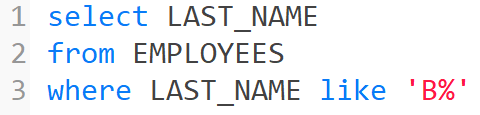 1 select LAST_NAME
2 from EMPLOYEES
3 where LAST_NAME like 'B%'